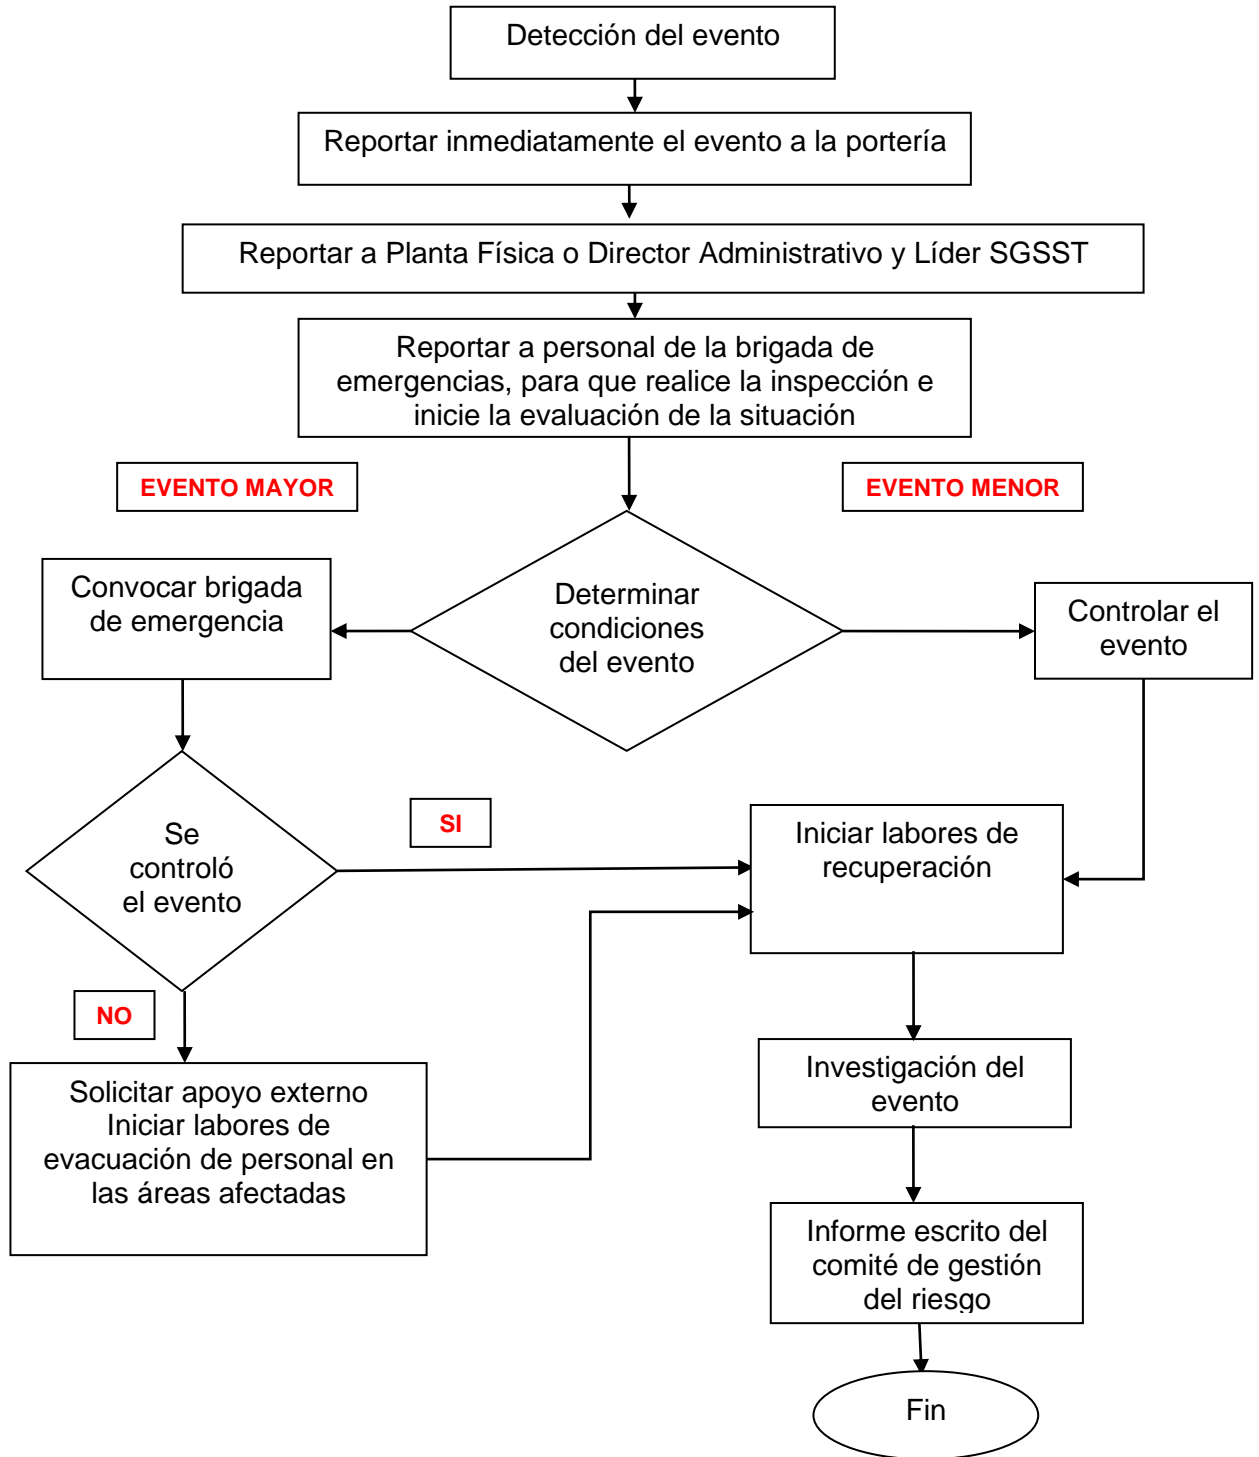 Detección del evento
Reportar inmediatamente el evento a la portería
Reportar a Planta Física o Director Administrativo y Líder SGSST
Reportar a personal de la brigada de
emergencias, para que realice la inspección e
inicie la evaluación de la situación
EVENTO MAYOR
EVENTO MENOR
Convocar brigada
de emergencia
Determinar
condiciones
del evento
Controlar el
evento
Se
controló
el evento
SI
Iniciar labores de
recuperación
NO
Solicitar apoyo externo
Iniciar labores de
evacuación de personal en
las áreas afectadas
Investigación del
evento
Informe escrito del
comité de gestión
del riesgo
Fin